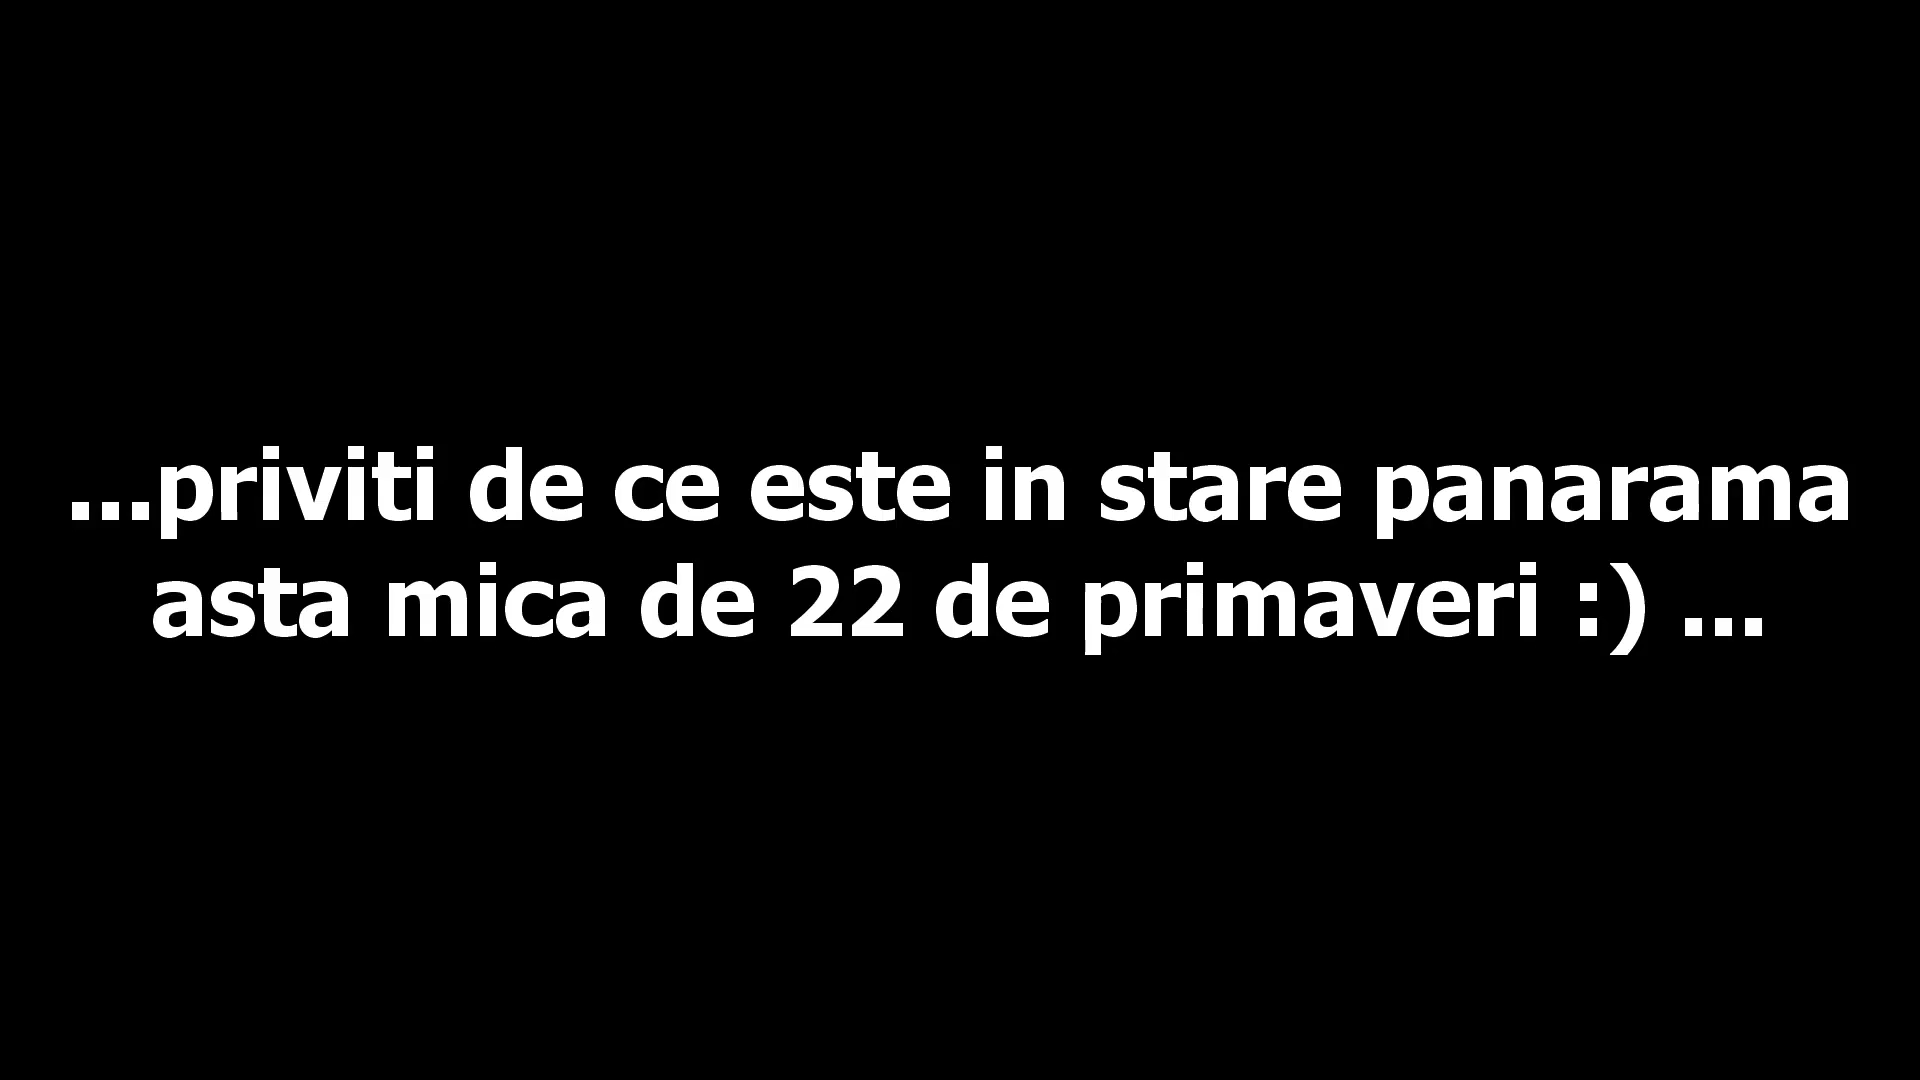 ...priviti de ce este in stare panarama
asta mica de 22 de primaveri :) ...